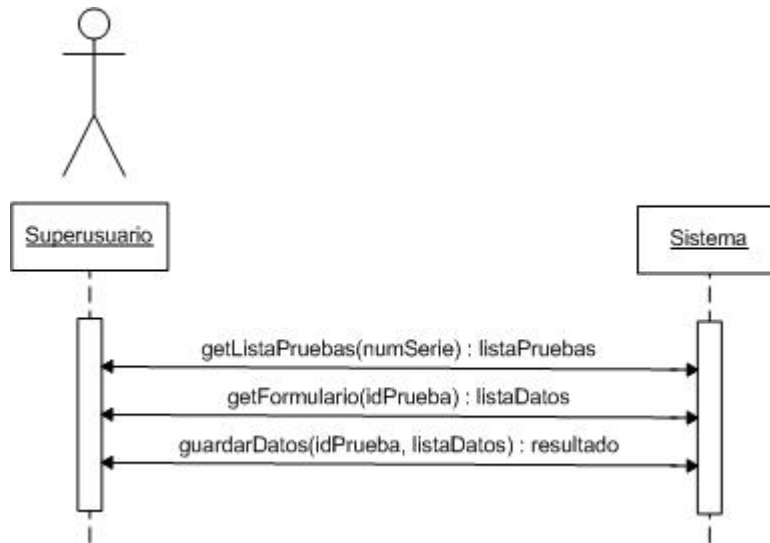 Superusuario
Sistema
getListaPruebas(numSerie) : listaPruebas
getFormulario(idPrueba) : listaDatos
guardarDatos(idPrueba, listaDatos) : resultado